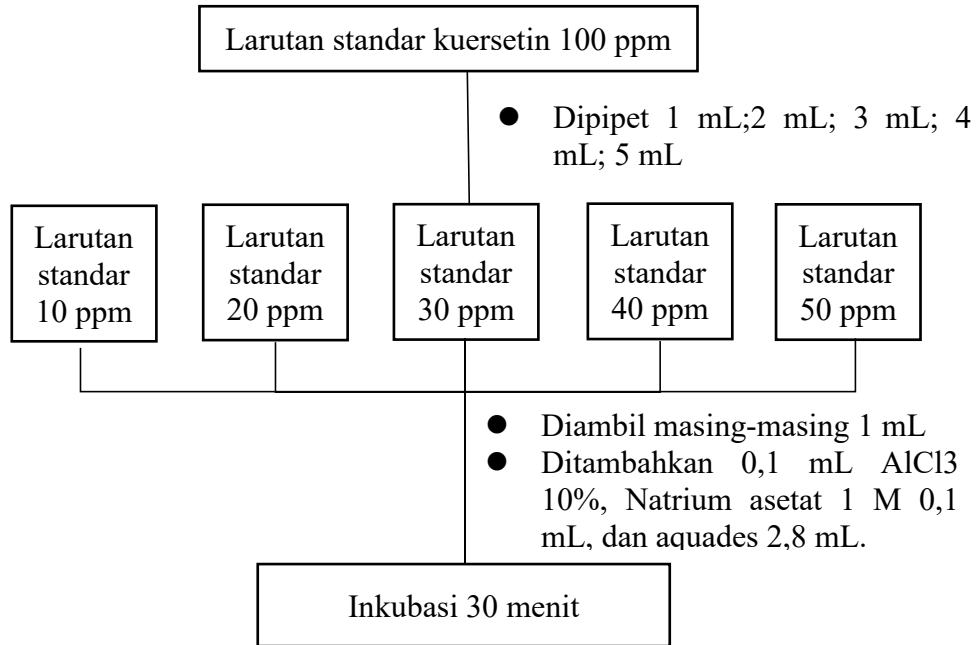 Larutan standar kuersetin 100 ppm
● Dipipet 1 mL;2 mL; 3 mL; 4
mL; 5 mL
Larutan
standar
10 ppm
Larutan
standar
20 ppm
Larutan
standar
30 ppm
Larutan
standar
40 ppm
Larutan
standar
50 ppm
● Diambil masing-masing 1 mL
● Ditambahkan 0,1 mL AlCl3
10%, Natrium asetat 1 M 0,1
mL, dan aquades 2,8 mL.
Inkubasi 30 menit